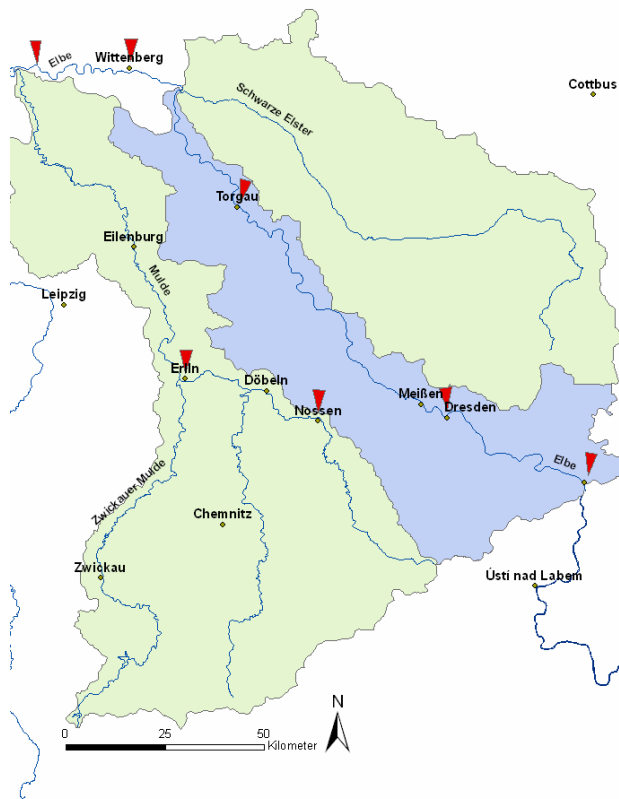 Elbe
Wittenberg
Cottbus
Schwarze Elster
Torgau
Eilenburg
Mulde
Leipzig
Erlln
Döbeln
Meißen
Dresden
Nossen
Elbe
Zwickauer Mulde
Chemnitz
Zwickau
Ústí nad Labem
N
0 25 50
Kilometer